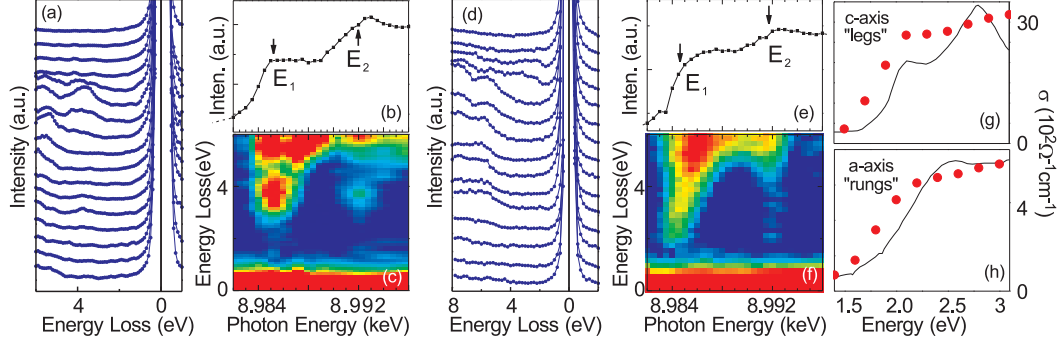 (a)
Intensity (a.u.)
4
0
Energy Loss (eV)
Inten. (a.u.)
E1
E2
(b)
Energy Loss(eV)
4
0
(c)
8.984
8.992
Photon Energy (keV)
(d)
Intensity (a.u.)
8
4
0
Energy Loss (eV)
Inten. (a.u.)
E1
E2
(e)
Energy Loss(eV)
4
0
(f)
8.984
8.992
Photon Energy (keV)
c-axis
"legs"
(g)
30
0
a-axis
"rungs"
(h)
4
0
1.5
2.0
2.5
3
Energy (eV)
σ (10²Ω⁻¹cm⁻¹)